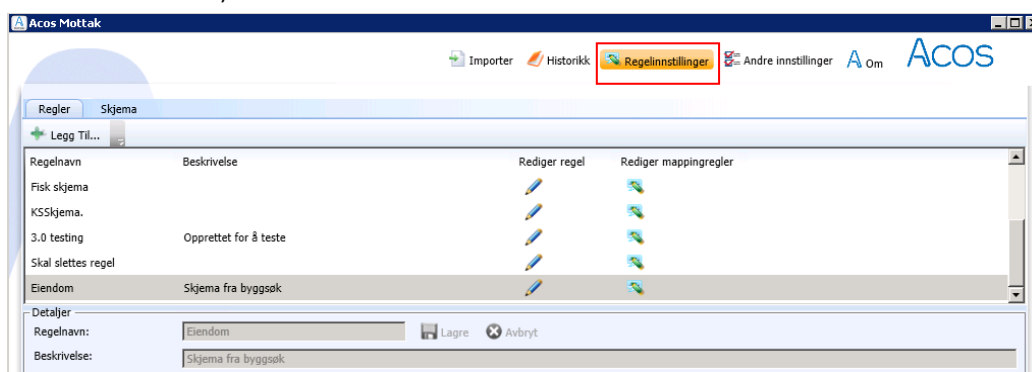 Acos Mottak
Importer Historikk Regelinnstillinger Andre innstillinger Om Acos
Regler Skjema
Legg Til...
Regelnavn Beskrivelse Rediger regel Rediger mappingregler
Fisk skjema
KSSkjema.
3.0 testing Opprettet for å teste
Skal slettes regel
Eiendom Skjema fra byggsøk
Detaljer
Regelnavn: Eiendom Lagre Avbryt
Beskrivelse: Skjema fra byggsøk